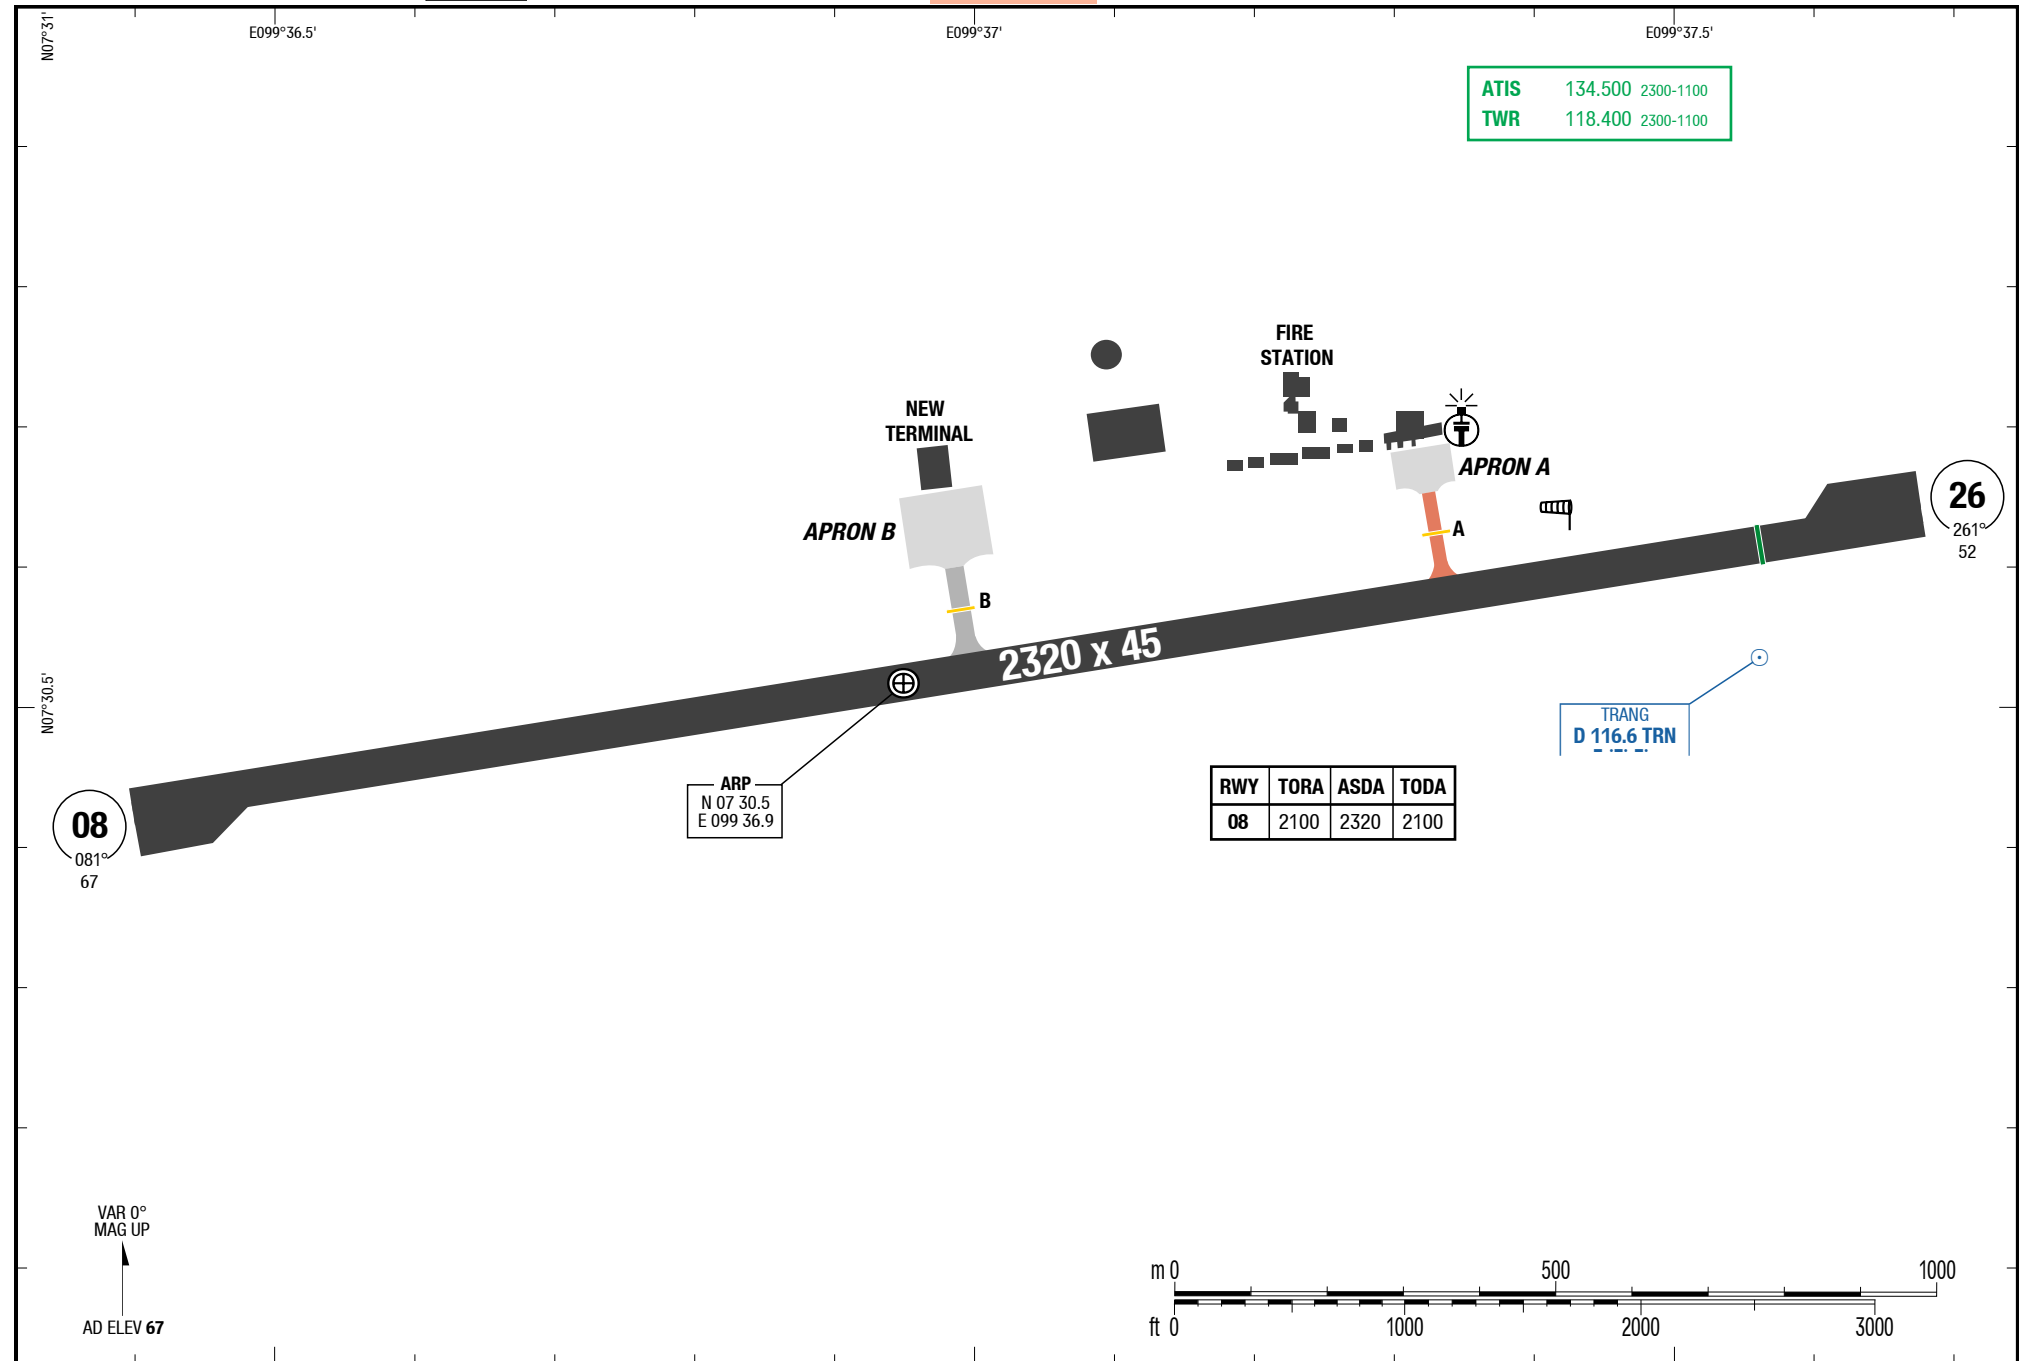 E099°36.5'
E099°37'
E099°37.5'
N07°31'
ATIS 134.500 2300-1100
TWR 118.400 2300-1100
FIRE
STATION
NEW
TERMINAL
APRON A
APRON B
A
B
26
261°
52
2320 x 45
N07°30.5'
TRANG
D 116.6 TRN
ARP
N 07 30.5
E 099 36.9
RWY TORA ASDA TODA
08 2100 2320 2100
08
081°
67
VAR 0°
MAG UP
AD ELEV 67
m 0 500 1000
ft 0 1000 2000 3000